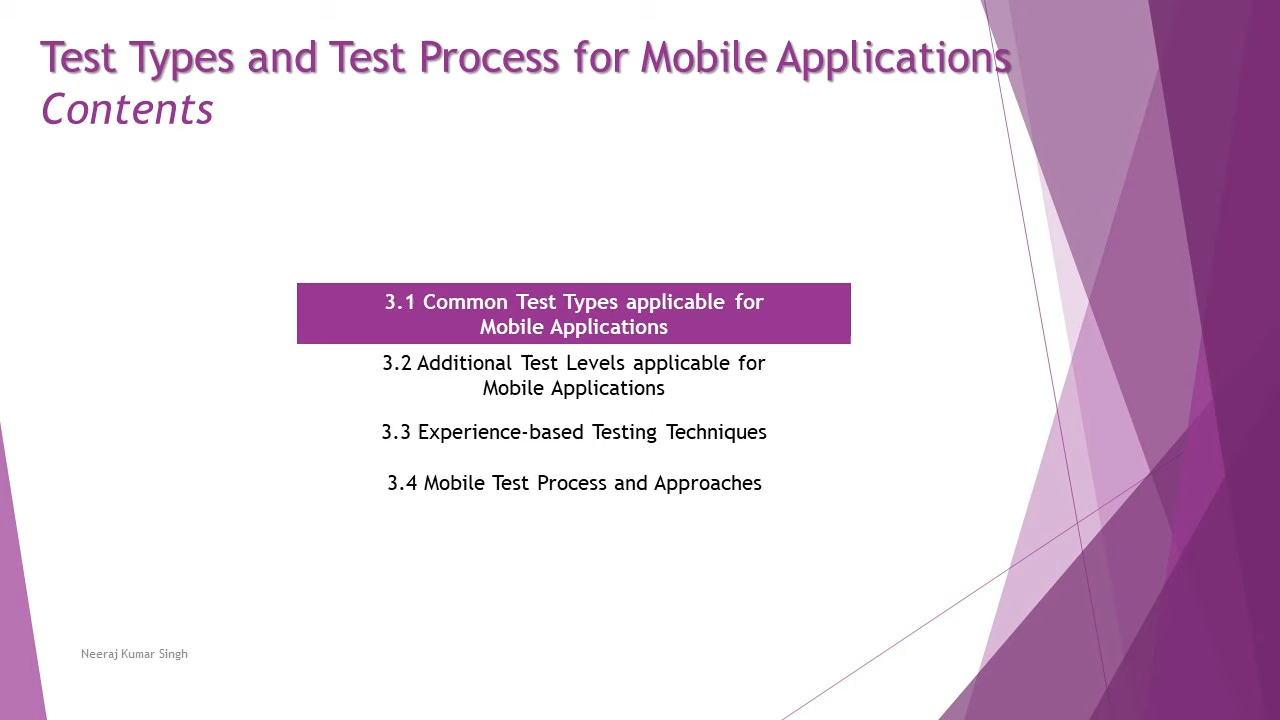 Test Types and Test Process for Mobile Applications
Contents
3.1 Common Test Types applicable for
Mobile Applications
3.2 Additional Test Levels applicable for
Mobile Applications
3.3 Experience-based Testing Techniques
3.4 Mobile Test Process and Approaches
Neeraj Kumar Singh